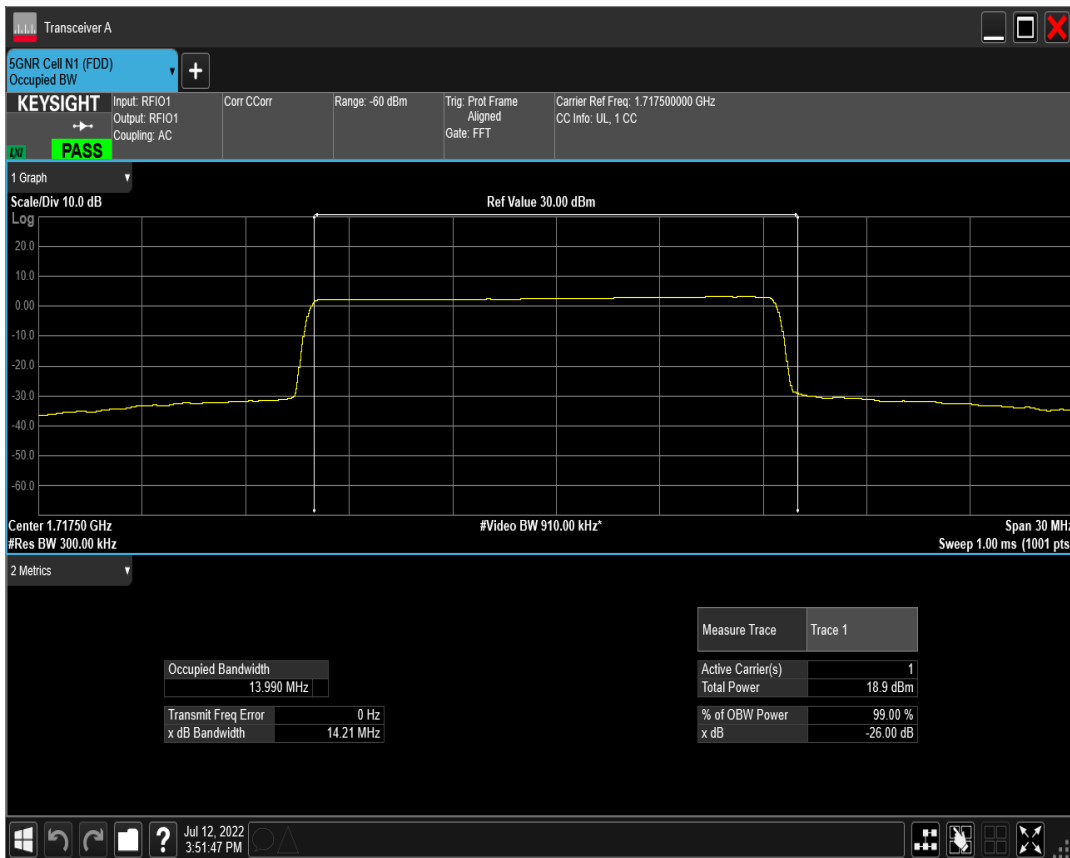 Transceiver A
5GNR Cell N1 (FDD)
Occupied BW
+
KEYSIGHT
LXI
PASS
Input: RFIO1
Output: RFIO1
Coupling: AC
Corr CCorr
Range: -60 dBm
Trig: Prot Frame
Aligned
Gate: FFT
Carrier Ref Freq: 1.717500000 GHz
CC Info: UL, 1 CC
1 Graph
Scale/Div 10.0 dB
Ref Value 30.00 dBm
Log
20.0
10.0
0.00
-10.0
-20.0
-30.0
-40.0
-50.0
-60.0
Center 1.71750 GHz
#Video BW 910.00 kHz*
Span 30 MHz
#Res BW 300.00 kHz
Sweep 1.00 ms (1001 pts
2 Metrics
Measure Trace Trace 1
Occupied Bandwidth
13.990 MHz
Active Carrier(s) 1
Total Power 18.9 dBm
Transmit Freq Error 0 Hz
x dB Bandwidth 14.21 MHz
% of OBW Power 99.00 %
x dB -26.00 dB
?
Jul 12, 2022
3:51:47 PM